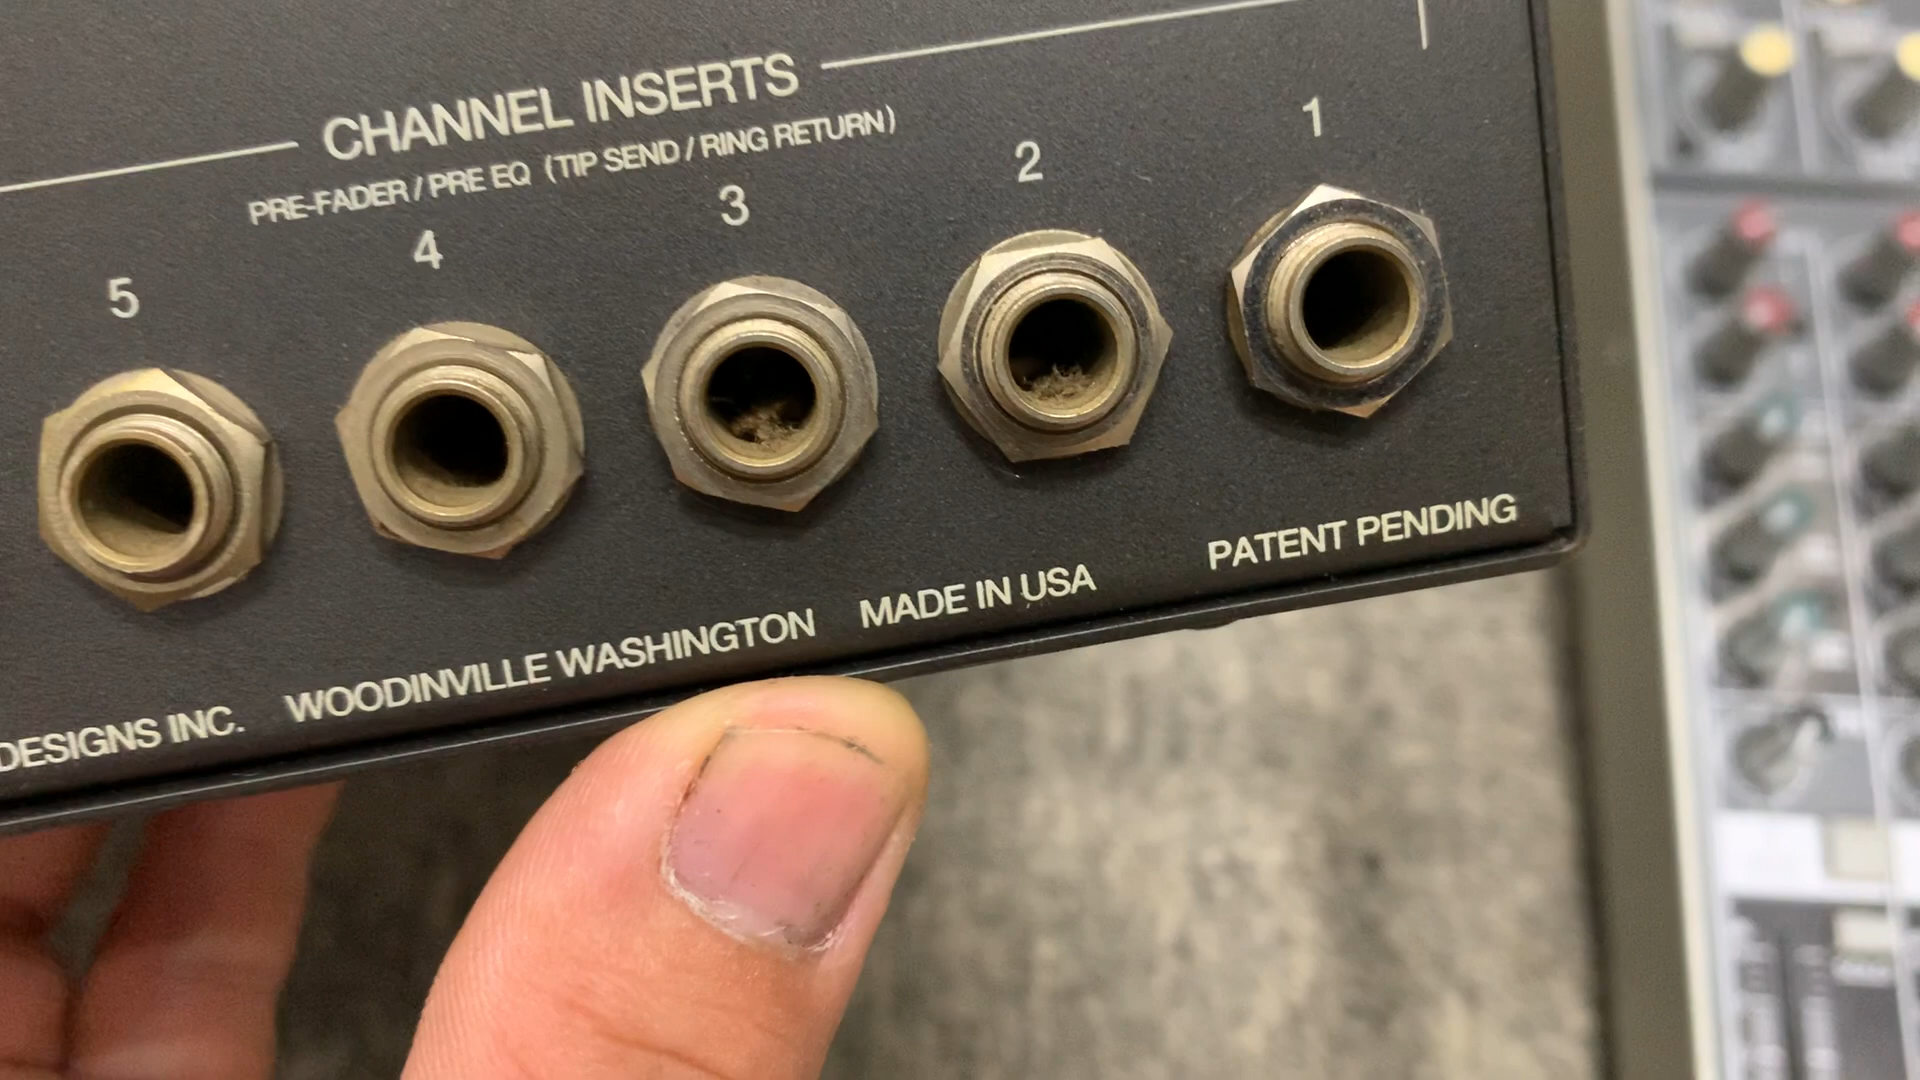 CHANNEL INSERTS
PRE-FADER / PRE EQ (TIP SEND / RING RETURN)
5 4 3 2 1
DESIGNS INC. WOODINVILLE WASHINGTON MADE IN USA PATENT PENDING